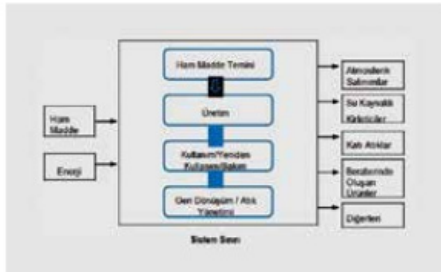 Ham Madde Temini
Üretim
Kullanım/Yeniden
Kullanım/Bakım
Geri Dönüşüm / Atık
Yönetimi
Ham
Madde
Enerji
Atmosferik
Salınımlar
Su Kaynaklı
Kirleticiler
Katı Atıklar
Beraberinde
Oluşan
Ürünler
Diğerleri
Sistem Sınırı